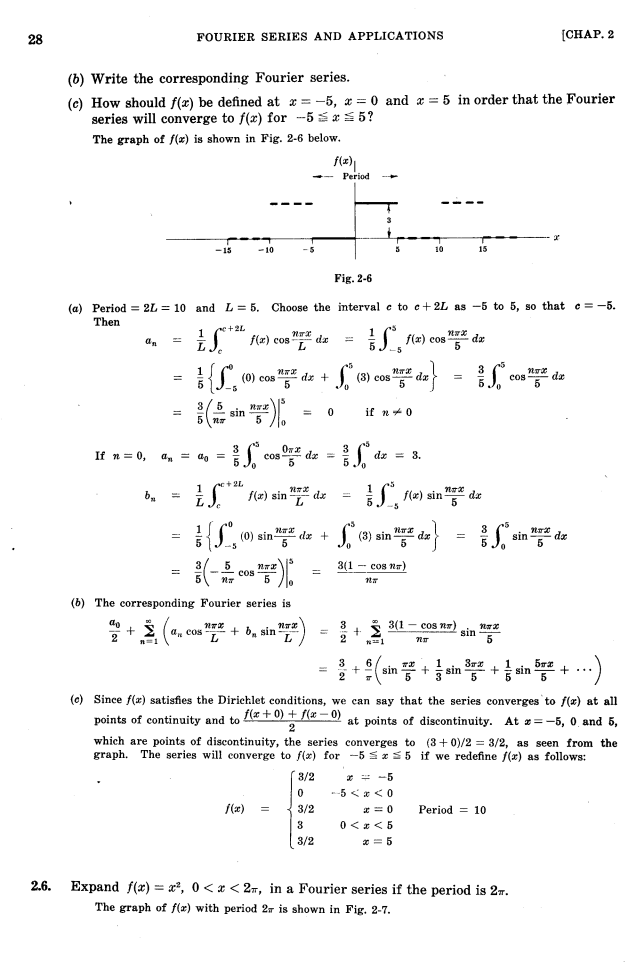 28 FOURIER SERIES AND APPLICATIONS [CHAP. 2
(b) Write the corresponding Fourier series.
(c) How should f(x) be defined at x = −5, x = 0 and x = 5 in order that the Fourier
series will converge to f(x) for −5 ≦ x ≦ 5?
The graph of f(x) is shown in Fig. 2-6 below.
f(x)
Period
3
−15 −10 −5 5 10 15 x
Fig. 2-6
(a) Period = 2L = 10 and L = 5. Choose the interval c to c + 2L as −5 to 5, so that c = −5.
Then
aₙ = 1/L ∫_c^{c+2L} f(x) cos nπx/L dx = 1/5 ∫_{−5}^{5} f(x) cos nπx/5 dx
= 1/5 { ∫_{−5}^{0} (0) cos nπx/5 dx + ∫_0^5 (3) cos nπx/5 dx } = 3/5 ∫_0^5 cos nπx/5 dx
= 3/5 ( 5/nπ sin nπx/5 ) |_0^5 = 0 if n ≠ 0
If n = 0, aₙ = a₀ = 3/5 ∫_0^5 cos 0πx/5 dx = 3/5 ∫_0^5 dx = 3.
bₙ = 1/L ∫_c^{c+2L} f(x) sin nπx/L dx = 1/5 ∫_{−5}^{5} f(x) sin nπx/5 dx
= 1/5 { ∫_{−5}^{0} (0) sin nπx/5 dx + ∫_0^5 (3) sin nπx/5 dx } = 3/5 ∫_0^5 sin nπx/5 dx
= 3/5 ( − 5/nπ cos nπx/5 ) |_0^5 = 3(1 − cos nπ)/nπ
(b) The corresponding Fourier series is
a₀/2 + Σ_{n=1}^{∞} ( aₙ cos nπx/L + bₙ sin nπx/L ) = 3/2 + Σ_{n=1}^{∞} 3(1 − cos nπ)/nπ sin nπx/5
= 3/2 + 6/π ( sin πx/5 + 1/3 sin 3πx/5 + 1/5 sin 5πx/5 + ··· )
(c) Since f(x) satisfies the Dirichlet conditions, we can say that the series converges to f(x) at all
points of continuity and to f(x + 0) + f(x − 0)/2 at points of discontinuity. At x = −5, 0 and 5,
which are points of discontinuity, the series converges to (3 + 0)/2 = 3/2, as seen from the
graph. The series will converge to f(x) for −5 ≦ x ≦ 5 if we redefine f(x) as follows:
3/2 x = −5
0 −5 < x < 0
f(x) = { 3/2 x = 0 Period = 10
3 0 < x < 5
3/2 x = 5
2.6. Expand f(x) = x², 0 < x < 2π, in a Fourier series if the period is 2π.
The graph of f(x) with period 2π is shown in Fig. 2-7.